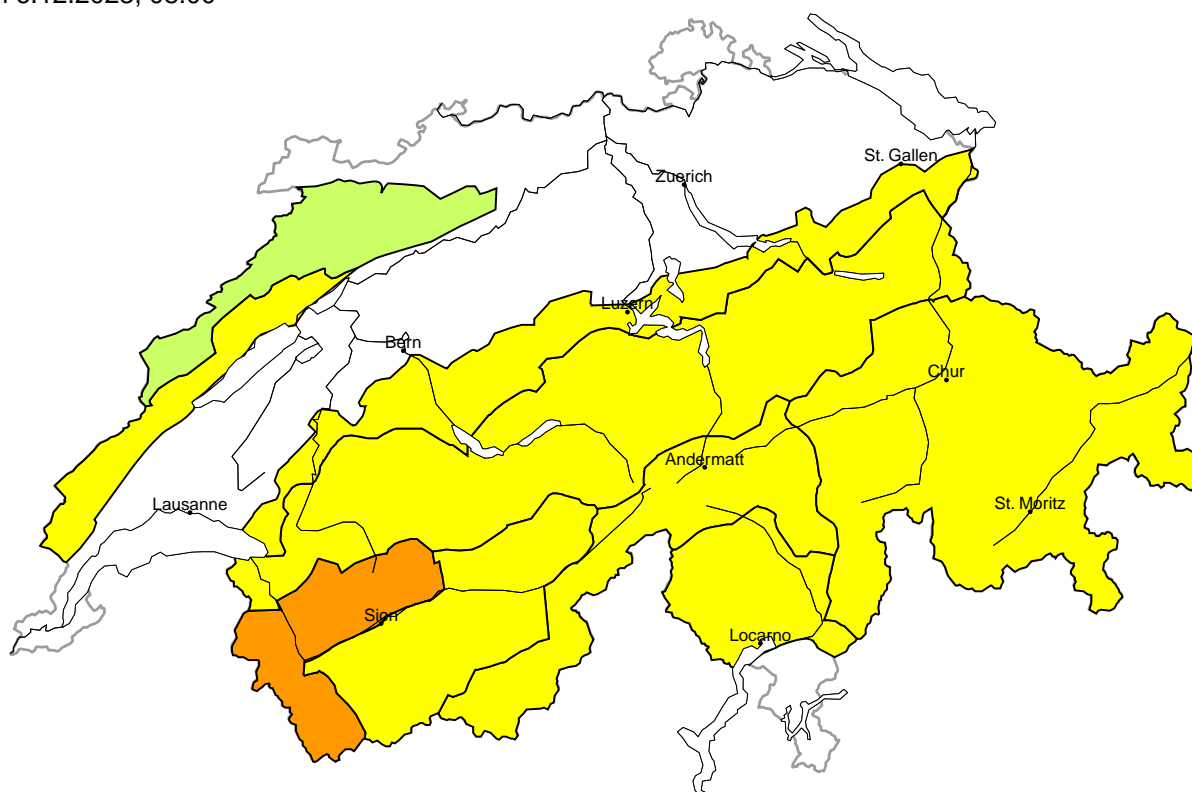 St. Gallen
Zuerich
Luzern
Bern
Chur
Andermatt
Lausanne
St. Moritz
Sion
Locarno